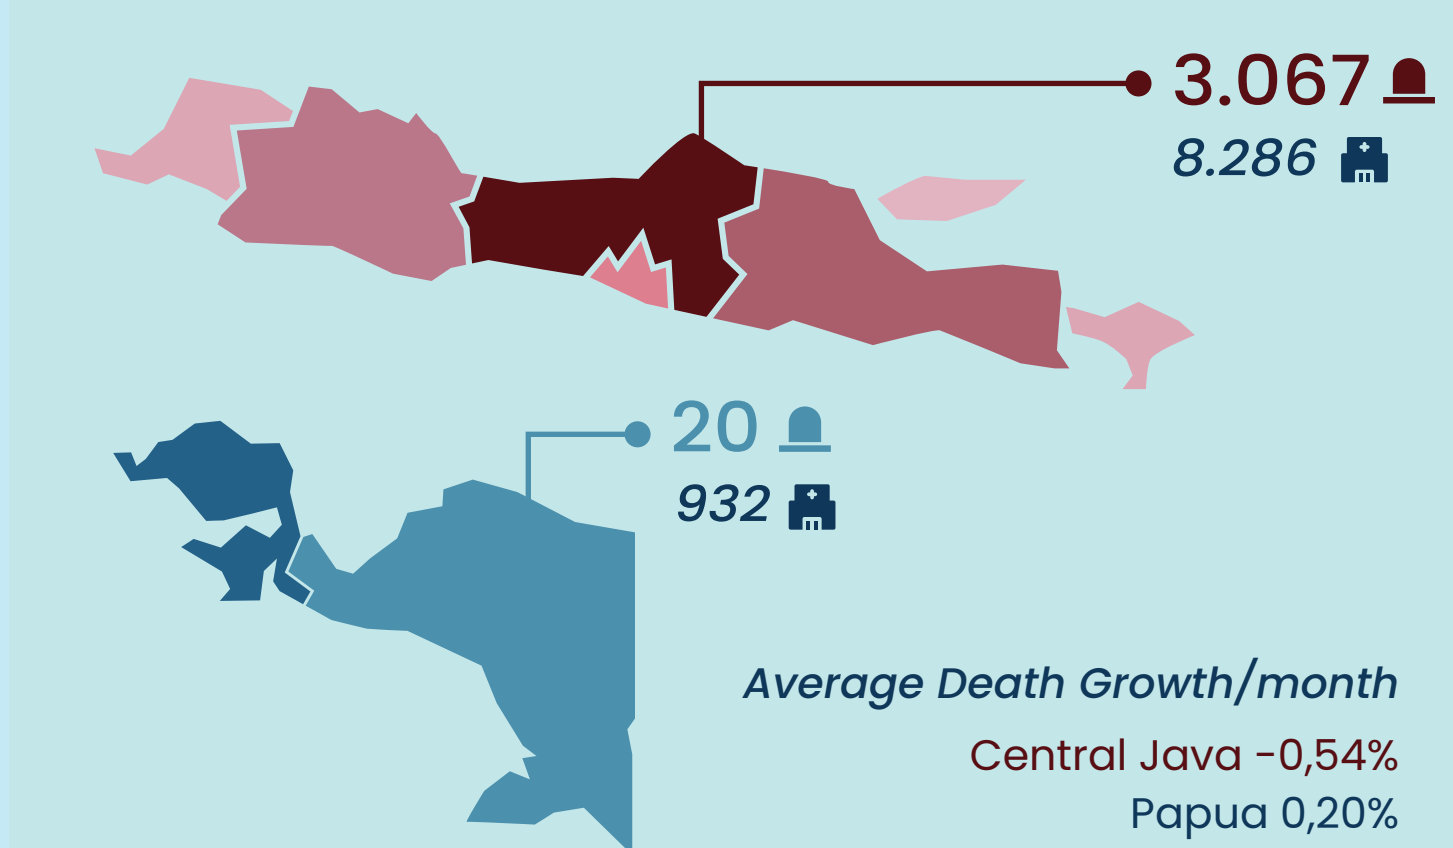 3.067
8.286
20
932
Average Death Growth/month
Central Java -0,54%
Papua 0,20%